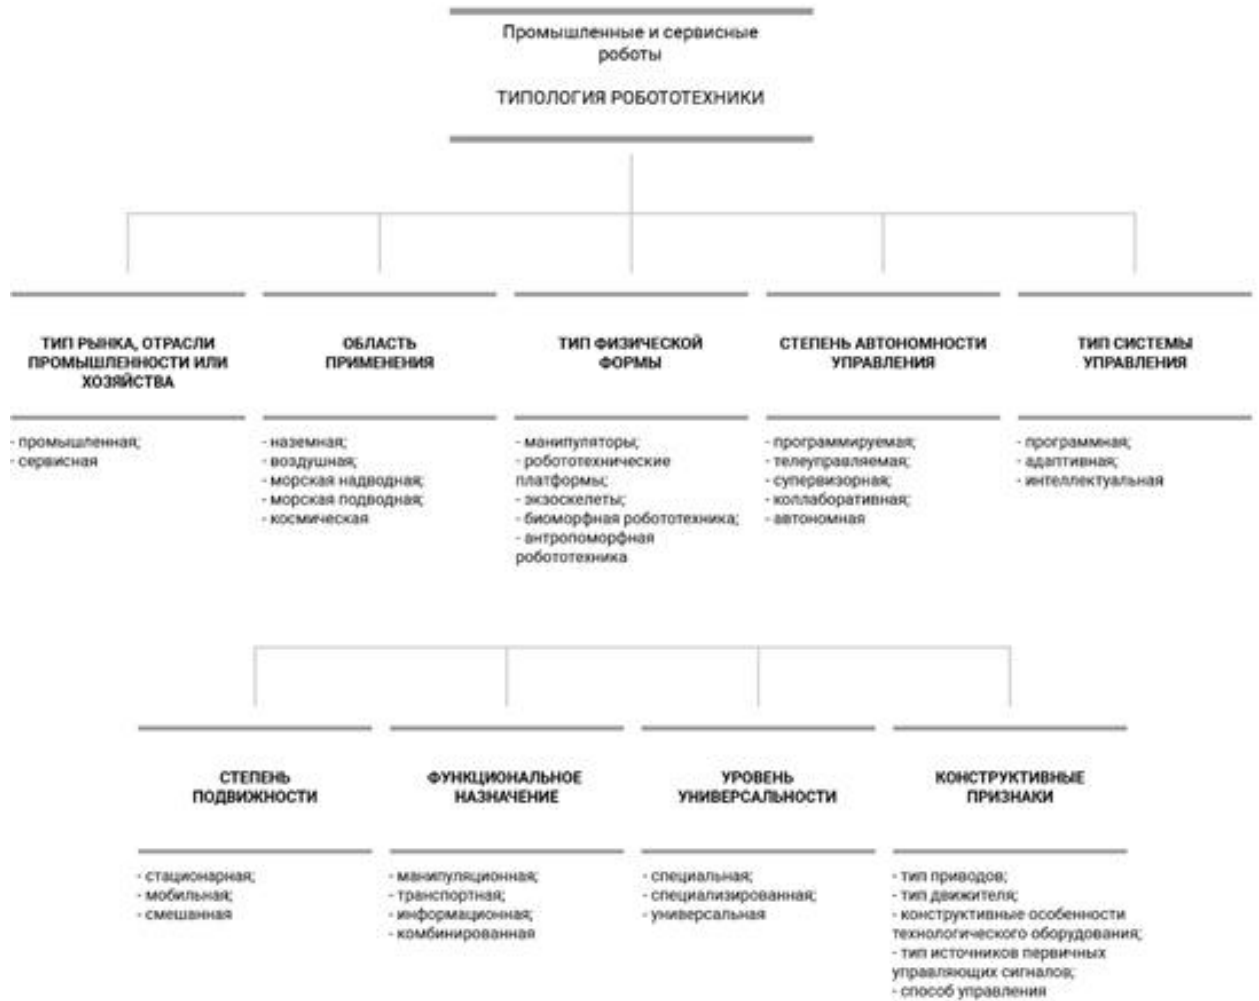 Промышленные и сервисные
роботы
ТИПОЛОГИЯ РОБОТОТЕХНИКИ
ТИП РЫНКА, ОТРАСЛИ
ПРОМЫШЛЕННОСТИ ИЛИ
ХОЗЯЙСТВА
- промышленная;
- сервисная
ОБЛАСТЬ
ПРИМЕНЕНИЯ
- наземная;
- воздушная;
- морская надводная;
- морская подводная;
- космическая
ТИП ФИЗИЧЕСКОЙ
ФОРМЫ
- манипуляторы;
- робототехнические
платформы;
- экзоскелеты;
- биоморфная робототехника;
- антропоморфная
робототехника
СТЕПЕНЬ АВТОНОМНОСТИ
УПРАВЛЕНИЯ
- программируемая;
- телеуправляемая;
- супервизорная;
- коллаборативная;
- автономная
ТИП СИСТЕМЫ
УПРАВЛЕНИЯ
- программная;
- адаптивная;
- интеллектуальная
СТЕПЕНЬ
ПОДВИЖНОСТИ
- стационарная;
- мобильная;
- смешанная
ФУНКЦИОНАЛЬНОЕ
НАЗНАЧЕНИЕ
- манипуляционная;
- транспортная;
- информационная;
- комбинированная
УРОВЕНЬ
УНИВЕРСАЛЬНОСТИ
- специальная;
- специализированная;
- универсальная
КОНСТРУКТИВНЫЕ
ПРИЗНАКИ
- тип приводов;
- тип движителя;
- конструктивные особенности
технологического оборудования;
- тип источников первичных
управляющих сигналов;
- способ управления